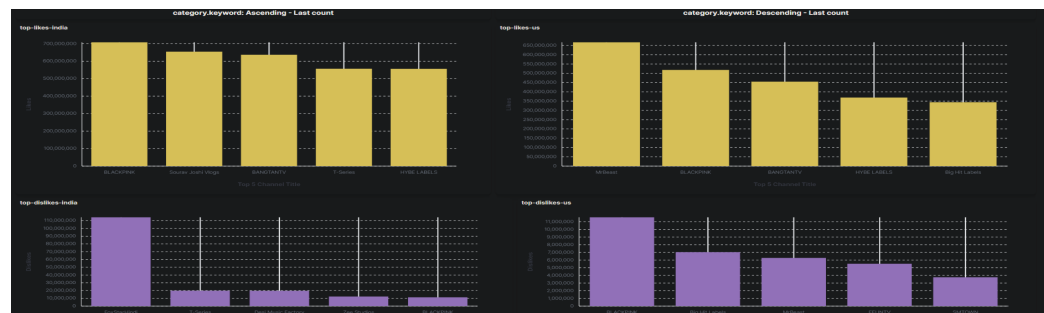 category.keyword: Ascending - Last count
category.keyword: Descending - Last count
top-likes-india
700,000,000
600,000,000
500,000,000
400,000,000
300,000,000
200,000,000
100,000,000
0
Likes
BLACKPINK Sourav Joshi Vlogs BANGTANTV T-Series HYBE LABELS
Top 5 Channel Title
top-likes-us
650,000,000
600,000,000
550,000,000
500,000,000
450,000,000
400,000,000
350,000,000
300,000,000
250,000,000
200,000,000
150,000,000
100,000,000
50,000,000
0
Likes
MrBeast BLACKPINK BANGTANTV HYBE LABELS Big Hit Labels
Top 5 Channel Title
top-dislikes-india
110,000,000
100,000,000
90,000,000
80,000,000
70,000,000
60,000,000
50,000,000
40,000,000
30,000,000
20,000,000
10,000,000
0
Dislikes
T-Series Desi Music Factory BLACKPINK
top-dislikes-us
11,000,000
10,000,000
9,000,000
8,000,000
7,000,000
6,000,000
5,000,000
4,000,000
3,000,000
2,000,000
1,000,000
0
Dislikes
BLACKPINK Big Hit Labels MrBeast